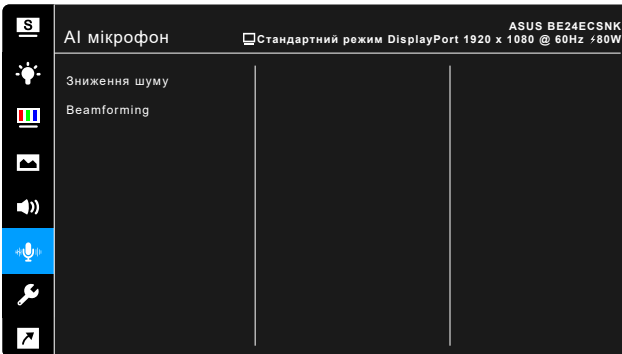 S
ASUS BE24ECSNK
AI мікрофон
Стандартний режим DisplayPort 1920 x 1080 @ 60Hz ⚡80W
Зниження шуму
Beamforming